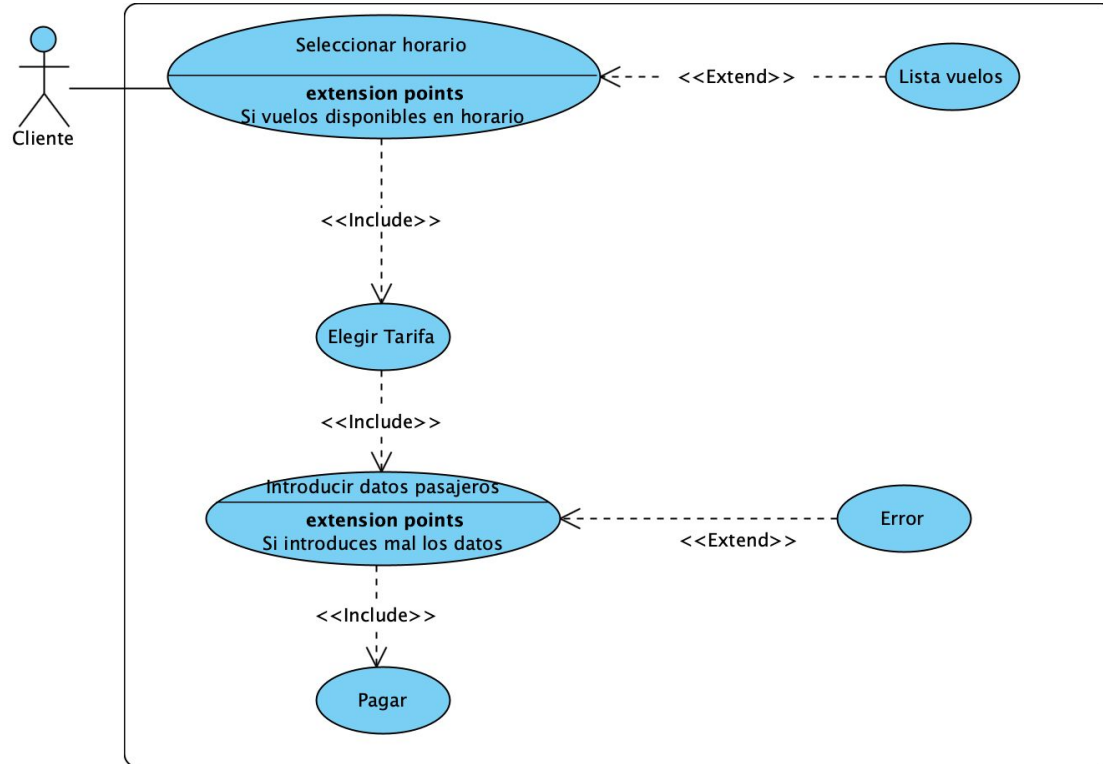 Seleccionar horario
extension points
Si vuelos disponibles en horario
<<Extend>>
Lista vuelos
Cliente
<<Include>>
Elegir Tarifa
<<Include>>
Introducir datos pasajeros
extension points
Si introduces mal los datos
<<Extend>>
Error
<<Include>>
Pagar